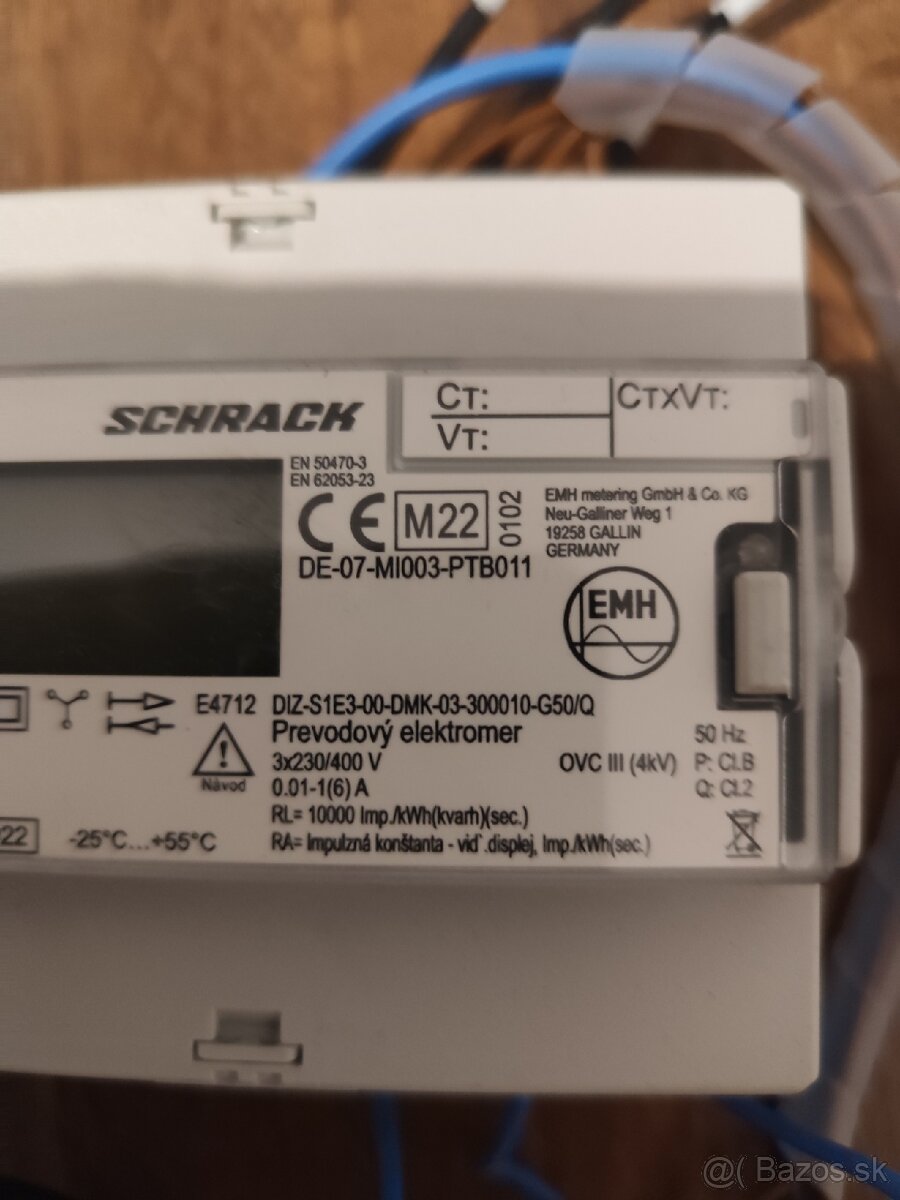 SCHRACK
CT:
VT:
CTXVT:
EN 50470-3
EN 62053-23
CE M22 0102
DE-07-MI003-PTB011
EMH metering GmbH & Co. KG
Neu-Galliner Weg 1
19258 GALLIN
GERMANY
EMH
E4712 DIZ-S1E3-00-DMK-03-300010-G50/Q
Prevodový elektromer
3x230/400 V
0.01-1(6) A
OVC III (4kV)
50 Hz
P: Cl.B
Q: Cl.2
Návod
RL= 10000 Imp./kWh(kvarh)(sec.)
RA= Impulzná konštanta - viď .displej, Imp./kWh(sec.)
22
-25°C...+55°C
@( Bazos.sk